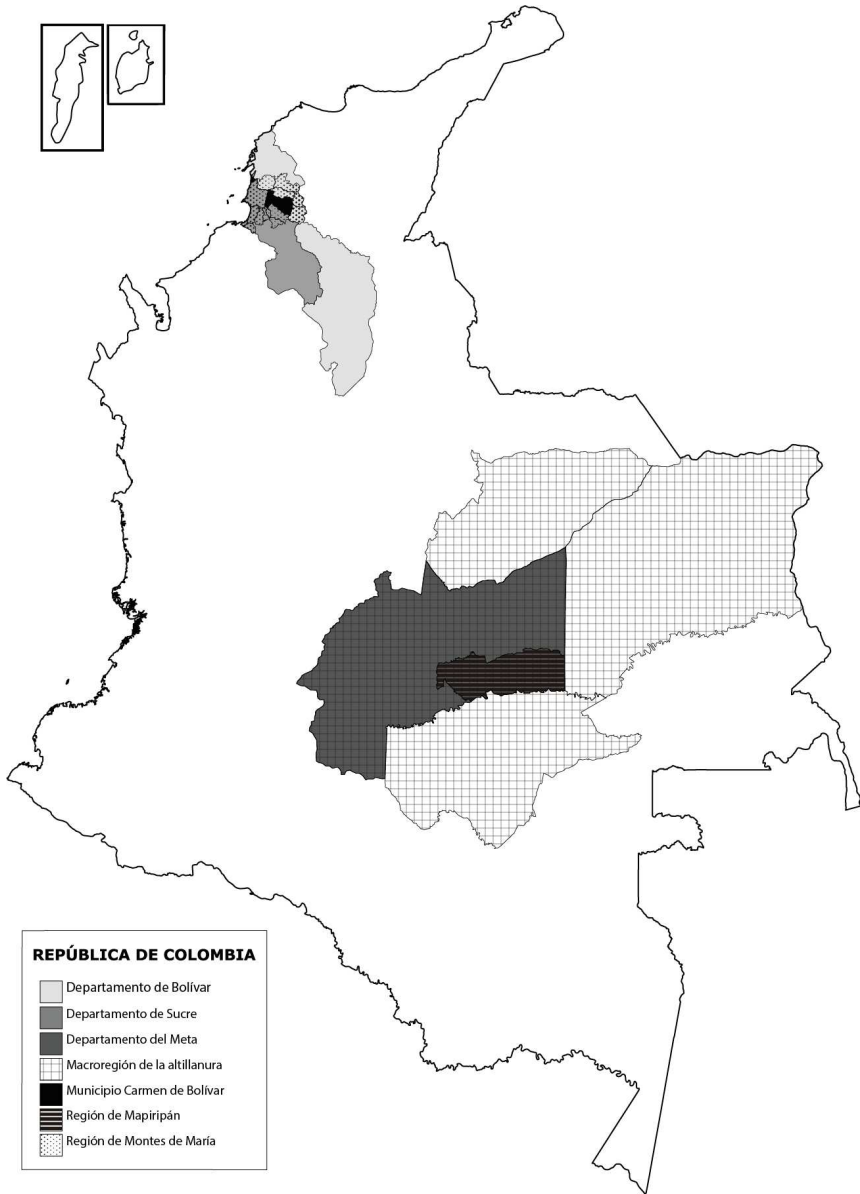 REPÚBLICA DE COLOMBIA
Departamento de Bolívar
Departamento de Sucre
Departamento del Meta
Macroregión de la altillanura
Municipio Carmen de Bolívar
Región de Mapiripán
Región de Montes de María